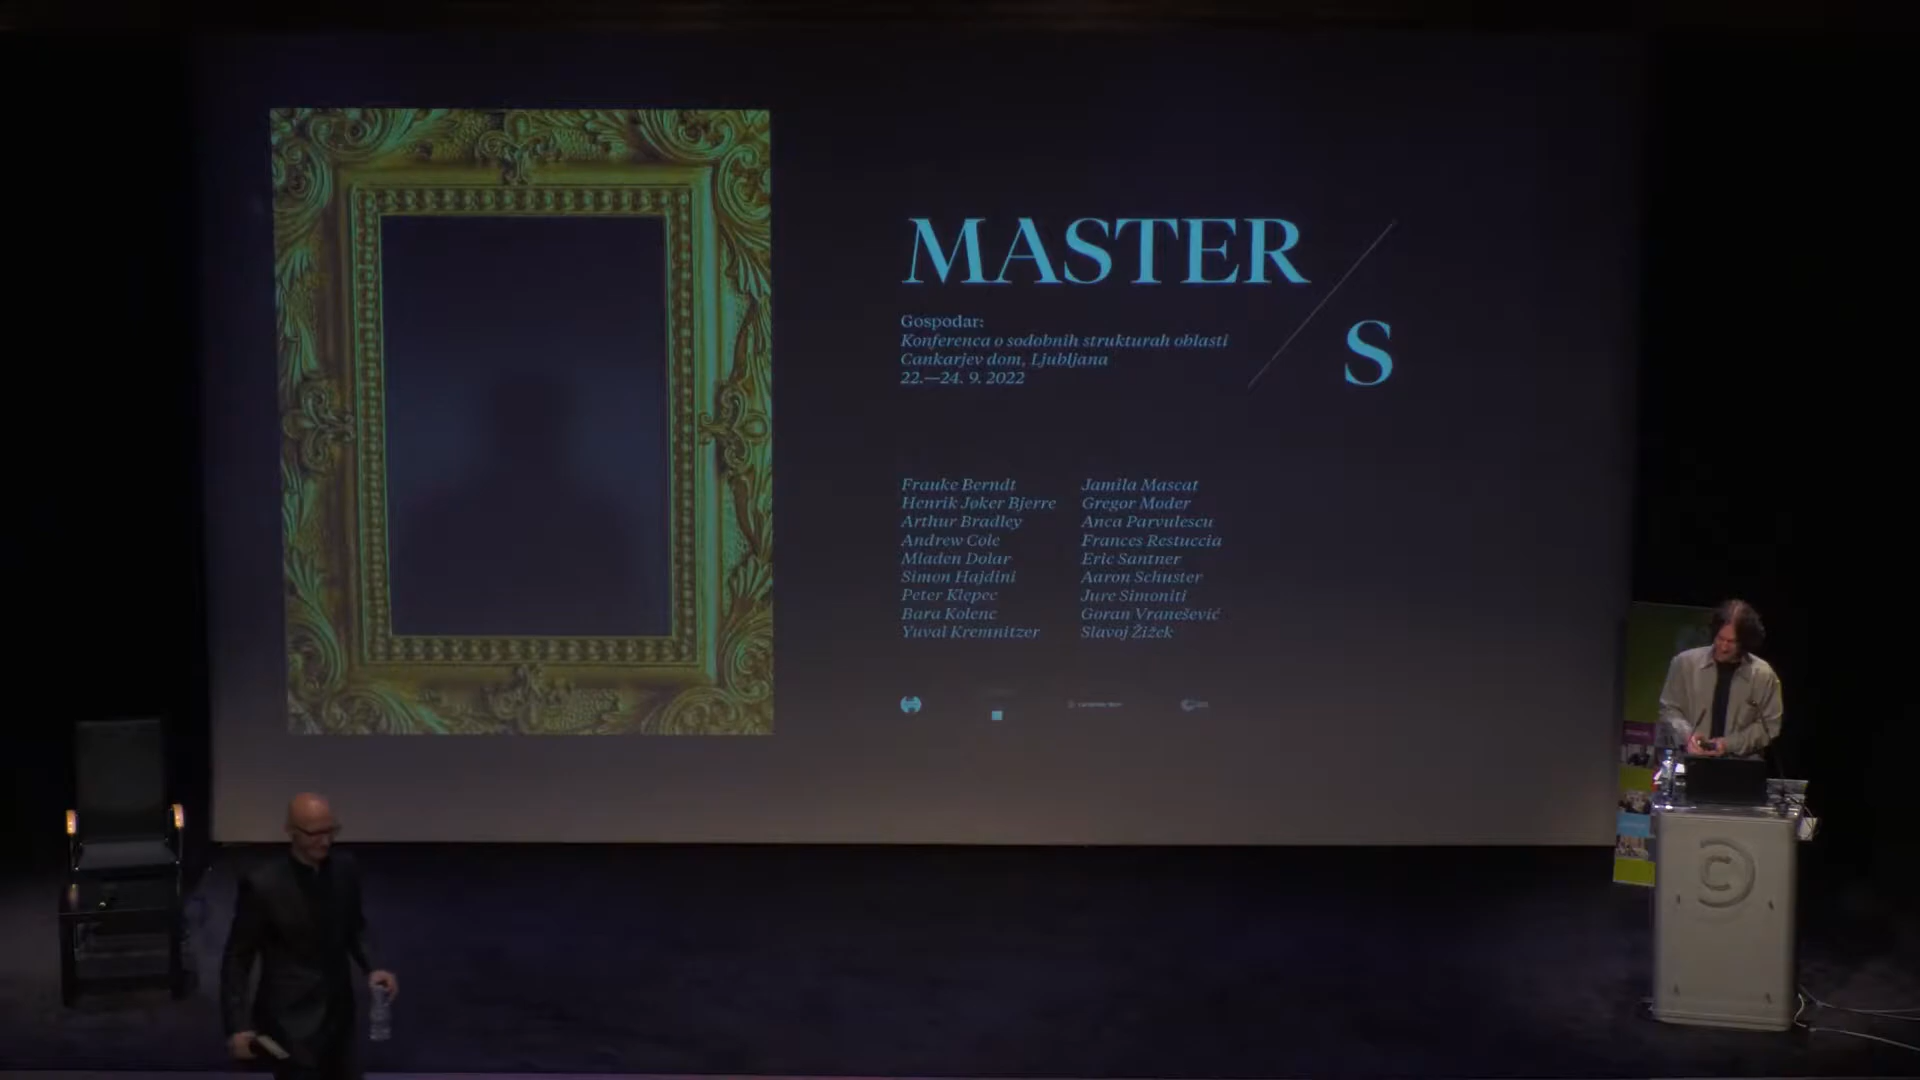 MASTER
S
Gospodar:
Konferenca o sodobnih strukturah oblasti
Cankarjev dom, Ljubljana
22.—24. 9. 2022
Frauke Berndt
Henrik Jøker Bjerre
Arthur Bradley
Andrew Cole
Mladen Dolar
Simon Hajdini
Peter Klepec
Bara Kolenc
Yuval Kremnitzer
Jamila Mascat
Gregor Moder
Anca Parvulescu
Frances Restuccia
Eric Santner
Aaron Schuster
Jure Simoniti
Goran Vranešević
Slavoj Žižek